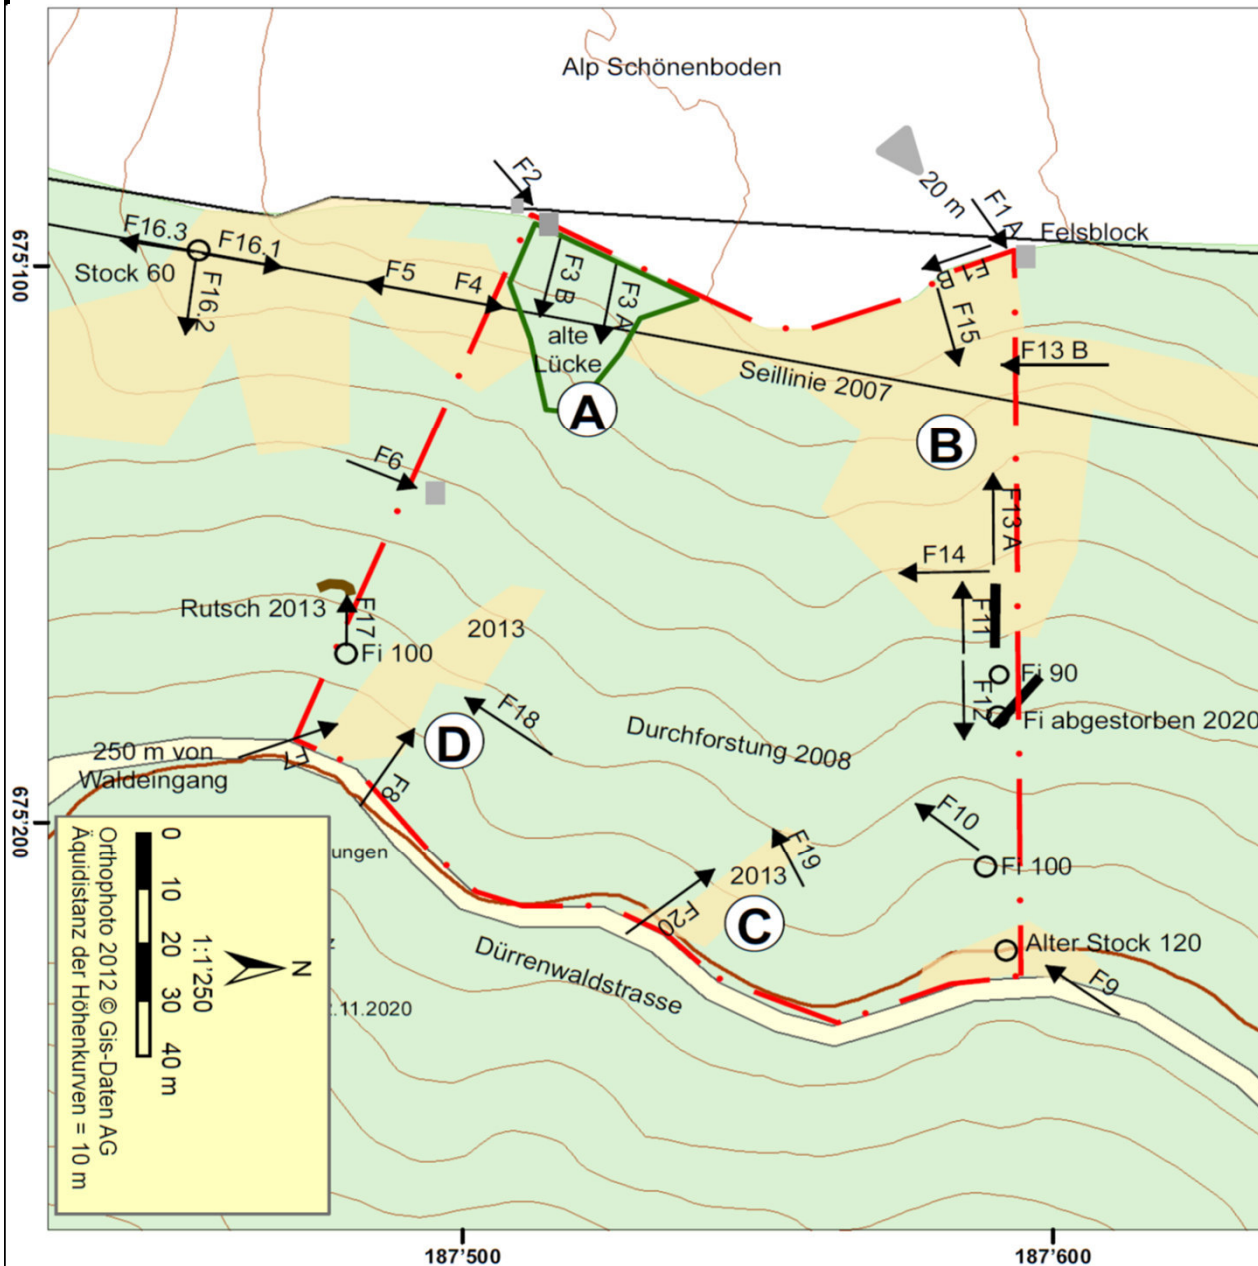 Alp Schönenboden
F2
20 m
F1 A
Felsblock
F16.3
F16.1
F1 B
675'100
Stock 60
F5
F4
F3 B
F3 A
F16.2
F15
alte
Lücke
F13 B
Seillinie 2007
A
B
F6
F13 A
F14
Rutsch 2013
F17
2013
F11
Fi 100
Fi 90
F12
F18
Fi abgestorben 2020
D
Durchforstung 2008
250 m von
Waldeingang
F7
F8
F10
675'200
F19
Fi 100
2013
ungen
F20
C
Alter Stock 120
Dürrenwaldstrasse
F9
2.11.2020
N
1:1'250
0 10 20 30 40 m
Orthophoto 2012 © Gis-Daten AG
Äquidistanz der Höhenkurven = 10 m
187'500
187'600